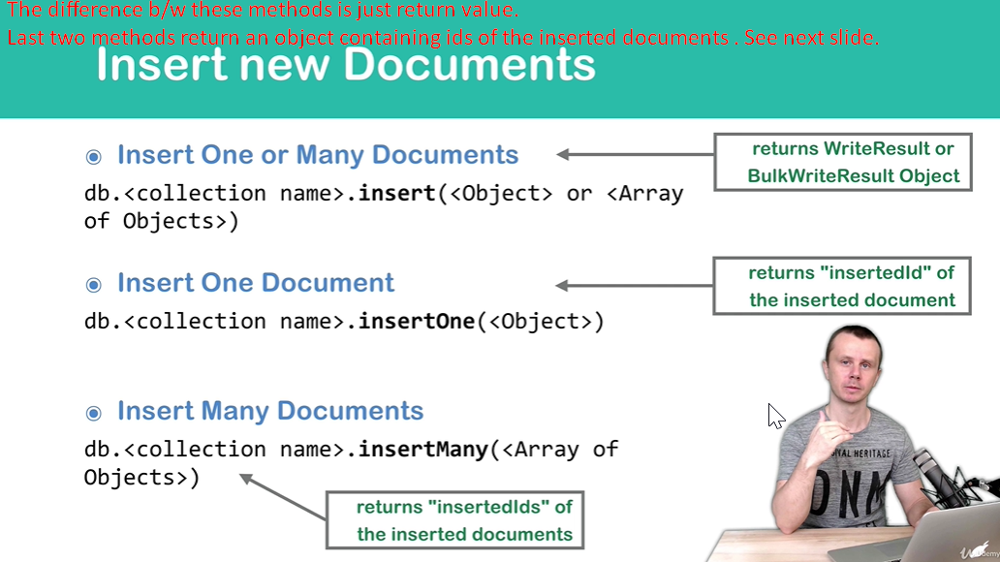 The difference b/w these methods is just return value.
Last two methods return an object containing ids of the inserted documents . See next slide.
Insert new Documents
Insert One or Many Documents
returns WriteResult or
BulkWriteResult Object
db.<collection name>.insert(<Object> or <Array
of Objects>)
Insert One Document
returns "insertedId" of
the inserted document
db.<collection name>.insertOne(<Object>)
Insert Many Documents
db.<collection name>.insertMany(<Array of
Objects>)
returns "insertedIds" of
the inserted documents
HERITAGE